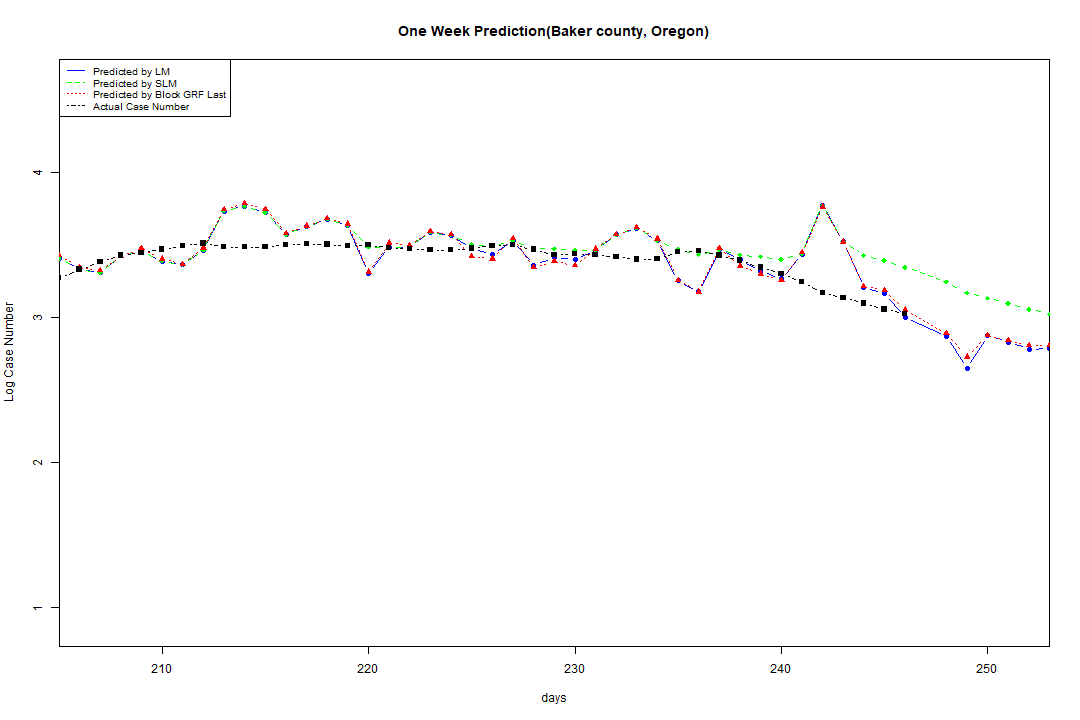 One Week Prediction(Baker county, Oregon)
Predicted by LM
Predicted by SLM
Predicted by Block GRF Last
Actual Case Number
4
3
2
1
Log Case Number
210 220 230 240 250
days